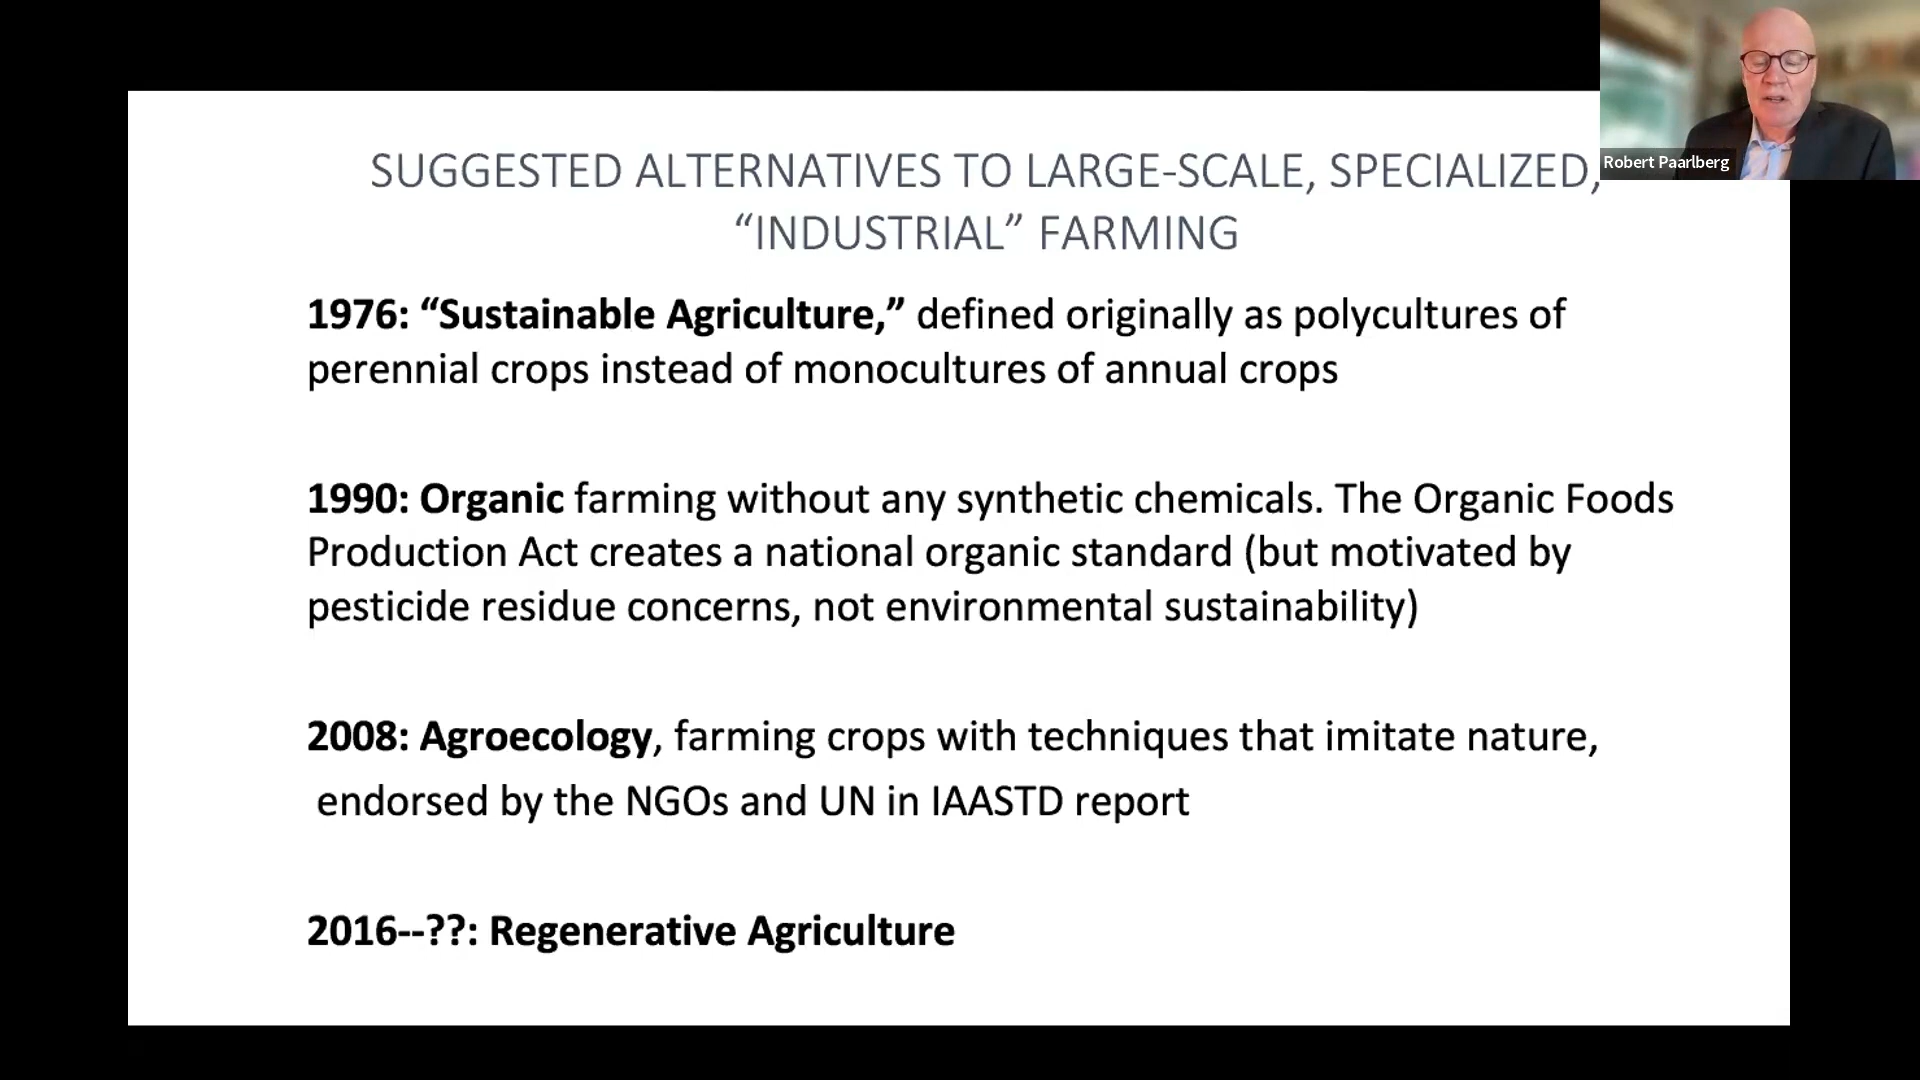 SUGGESTED ALTERNATIVES TO LARGE-SCALE, SPECIALIZED,
“INDUSTRIAL” FARMING
Robert Paarlberg
1976: “Sustainable Agriculture,” defined originally as polycultures of
perennial crops instead of monocultures of annual crops
1990: Organic farming without any synthetic chemicals. The Organic Foods
Production Act creates a national organic standard (but motivated by
pesticide residue concerns, not environmental sustainability)
2008: Agroecology, farming crops with techniques that imitate nature,
endorsed by the NGOs and UN in IAASTD report
2016--??: Regenerative Agriculture